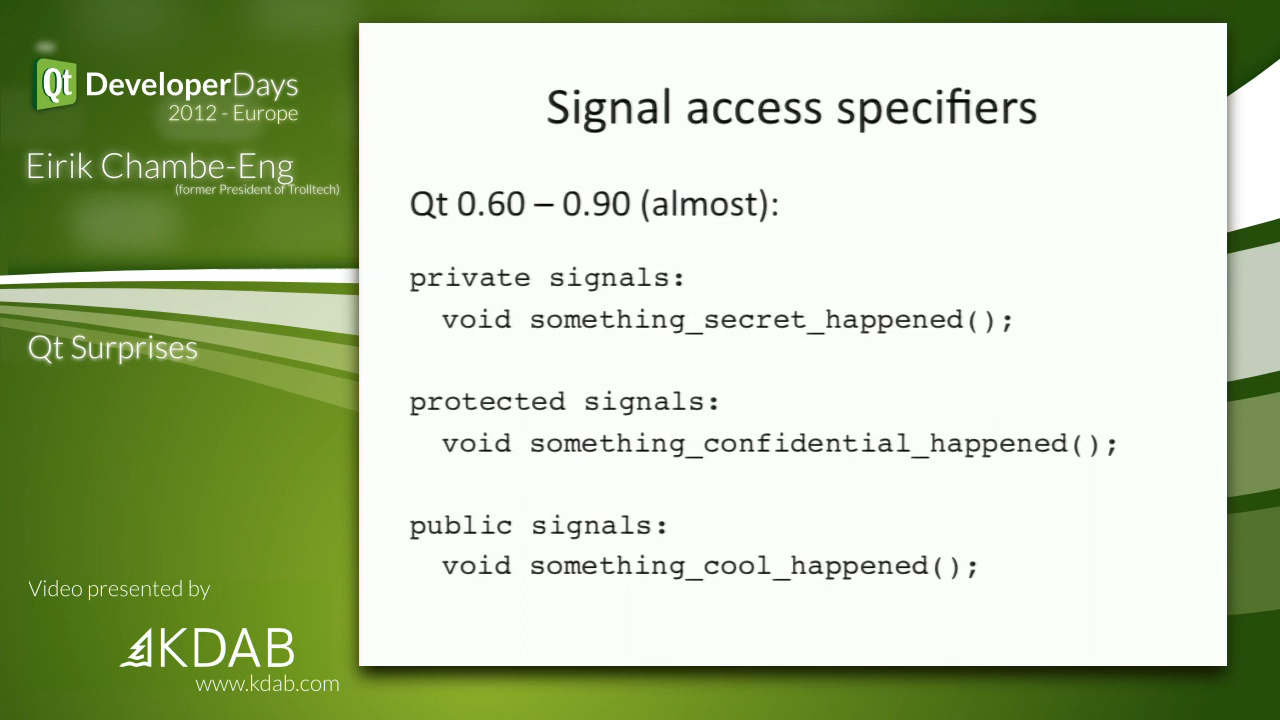 Qt DeveloperDays
2012 - Europe
Eirik Chambe-Eng
(former President of Trolltech)
Qt Surprises
Video presented by
KDAB
www.kdab.com
Signal access specifiers
Qt 0.60 – 0.90 (almost):
private signals:
void something_secret_happened();
protected signals:
void something_confidential_happened();
public signals:
void something_cool_happened();